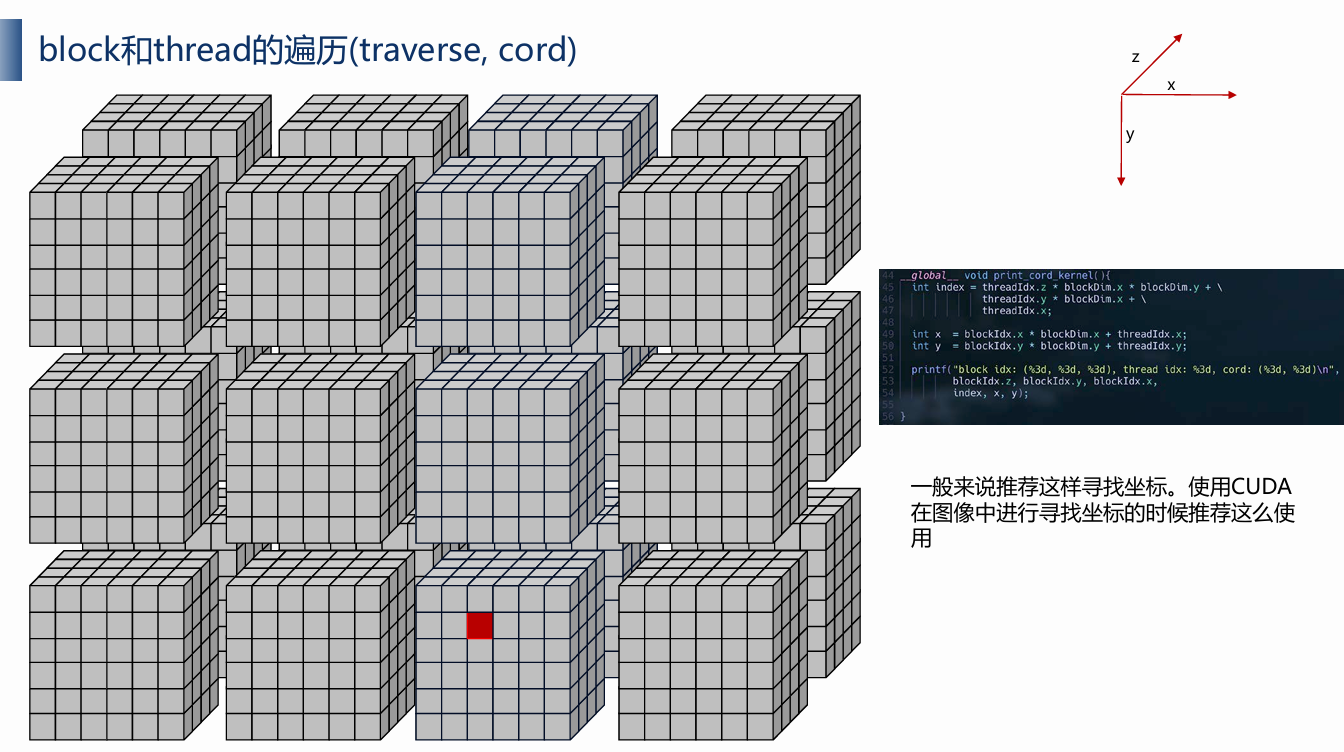 block和thread的遍历(traverse, cord)
z
x
y
44 __global__ void print_cord_kernel(){
45 int index = threadIdx.z * blockDim.x * blockDim.y + \
46 threadIdx.y * blockDim.x + \
47 threadIdx.x;
48
49 int x = blockIdx.x * blockDim.x + threadIdx.x;
50 int y = blockIdx.y * blockDim.y + threadIdx.y;
51
52 printf("block idx: (%3d, %3d, %3d), thread idx: %3d, cord: (%3d, %3d)\n",
53 blockIdx.z, blockIdx.y, blockIdx.x,
54 index, x, y);
55
56 }
一般来说推荐这样寻找坐标。使用CUDA
在图像中进行寻找坐标的时候推荐这么使
用